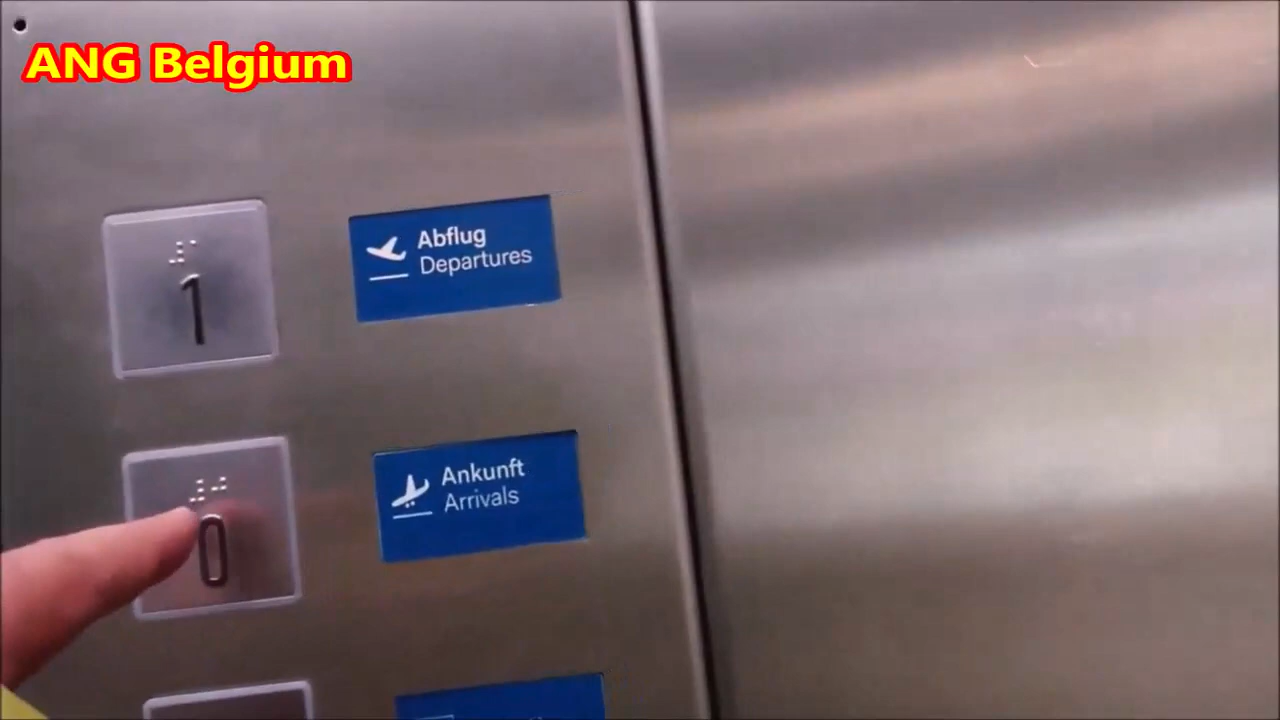 ANG Belgium
1
Abflug
Departures
0
Ankunft
Arrivals